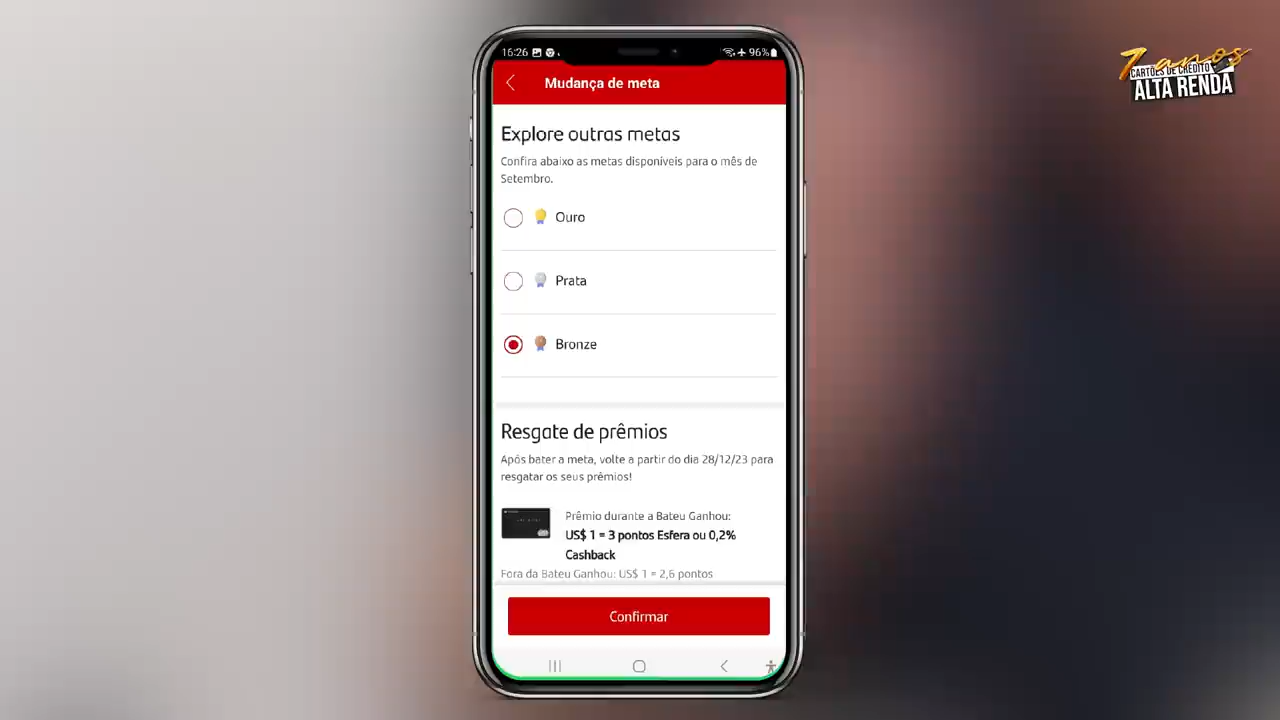 7 anos
CARTÕES DE CRÉDITO
ALTA RENDA
16:26
96%
Mudança de meta
Explore outras metas
Confira abaixo as metas disponíveis para o mês de
Setembro.
Ouro
Prata
Bronze
Resgate de prêmios
Após bater a meta, volte a partir do dia 28/12/23 para
resgatar os seus prêmios!
Prêmio durante a Bateu Ganhou:
US$ 1 = 3 pontos Esfera ou 0,2%
Cashback
Fora da Bateu Ganhou: US$ 1 = 2,6 pontos
Confirmar